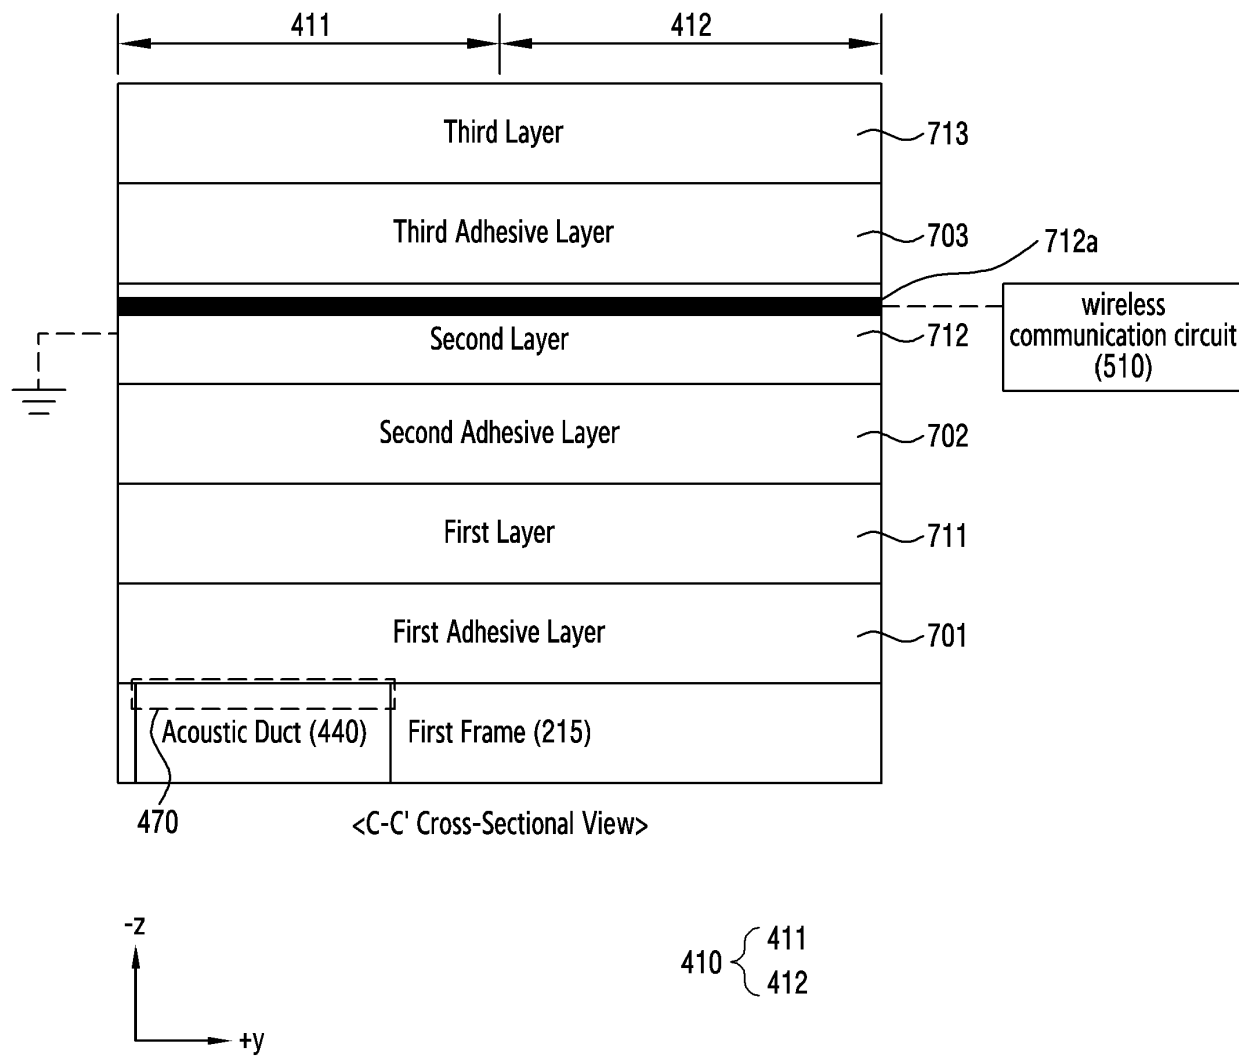 411
412
Third Layer
713
Third Adhesive Layer
703
712a
wireless
communication circuit
(510)
Second Layer
712
Second Adhesive Layer
702
First Layer
711
First Adhesive Layer
701
Acoustic Duct (440)
First Frame (215)
470
<C-C' Cross-Sectional View>
-z
+y
410
411
412